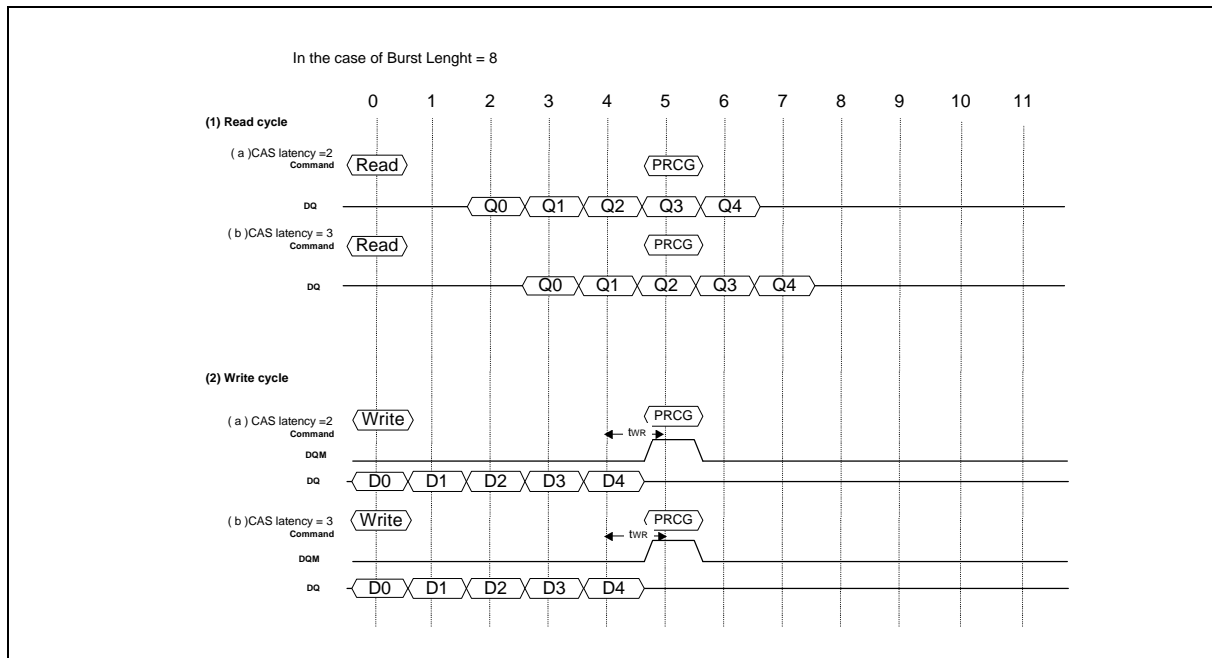 In the case of Burst Lenght = 8
0 1 2 3 4 5 6 7 8 9 10 11
(1) Read cycle
( a )CAS latency =2
Command
Read PRCG
DQ Q0 Q1 Q2 Q3 Q4
( b )CAS latency = 3
Command
Read PRCG
DQ Q0 Q1 Q2 Q3 Q4
(2) Write cycle
( a ) CAS latency =2
Command
Write PRCG
tWR
DQM
DQ D0 D1 D2 D3 D4
( b )CAS latency = 3
Command
Write PRCG
tWR
DQM
DQ D0 D1 D2 D3 D4